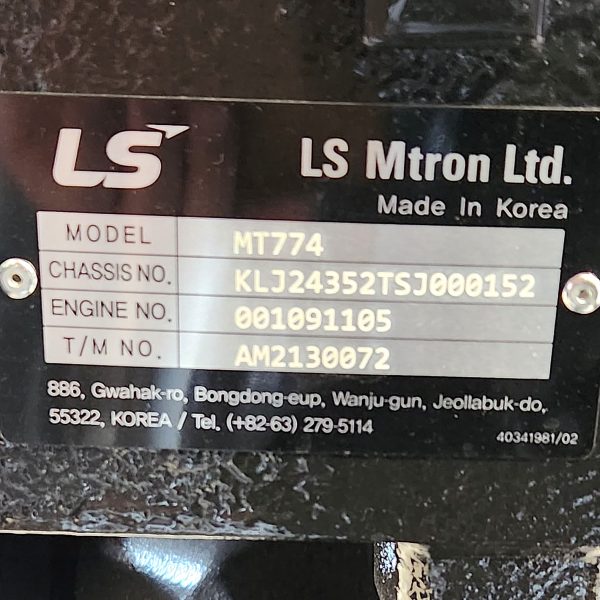 LS LS Mtron Ltd.
Made In Korea
MODEL MT774
CHASSIS NO. KLJ24352TSJ000152
ENGINE NO. 001091105
T/M NO. AM2130072
886, Gwahak-ro, Bongdong-eup, Wanju-gun, Jeollabuk-do,
55322, KOREA / Tel. (+82-63) 279-5114
40341981/02